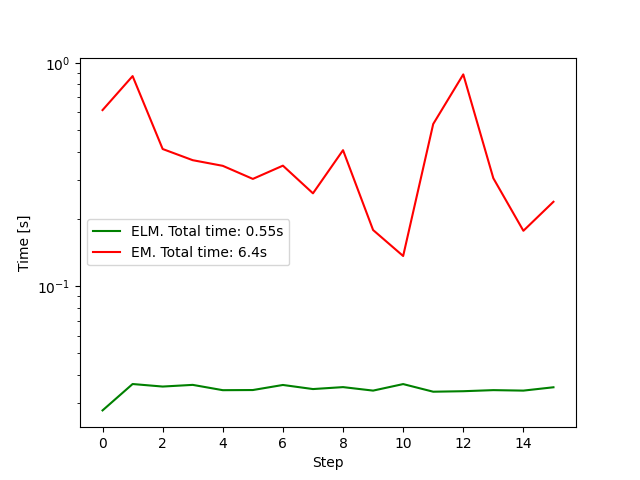 10⁰
Time [s]
ELM. Total time: 0.55s
EM. Total time: 6.4s
10⁻¹
0 2 4 6 8 10 12 14
Step